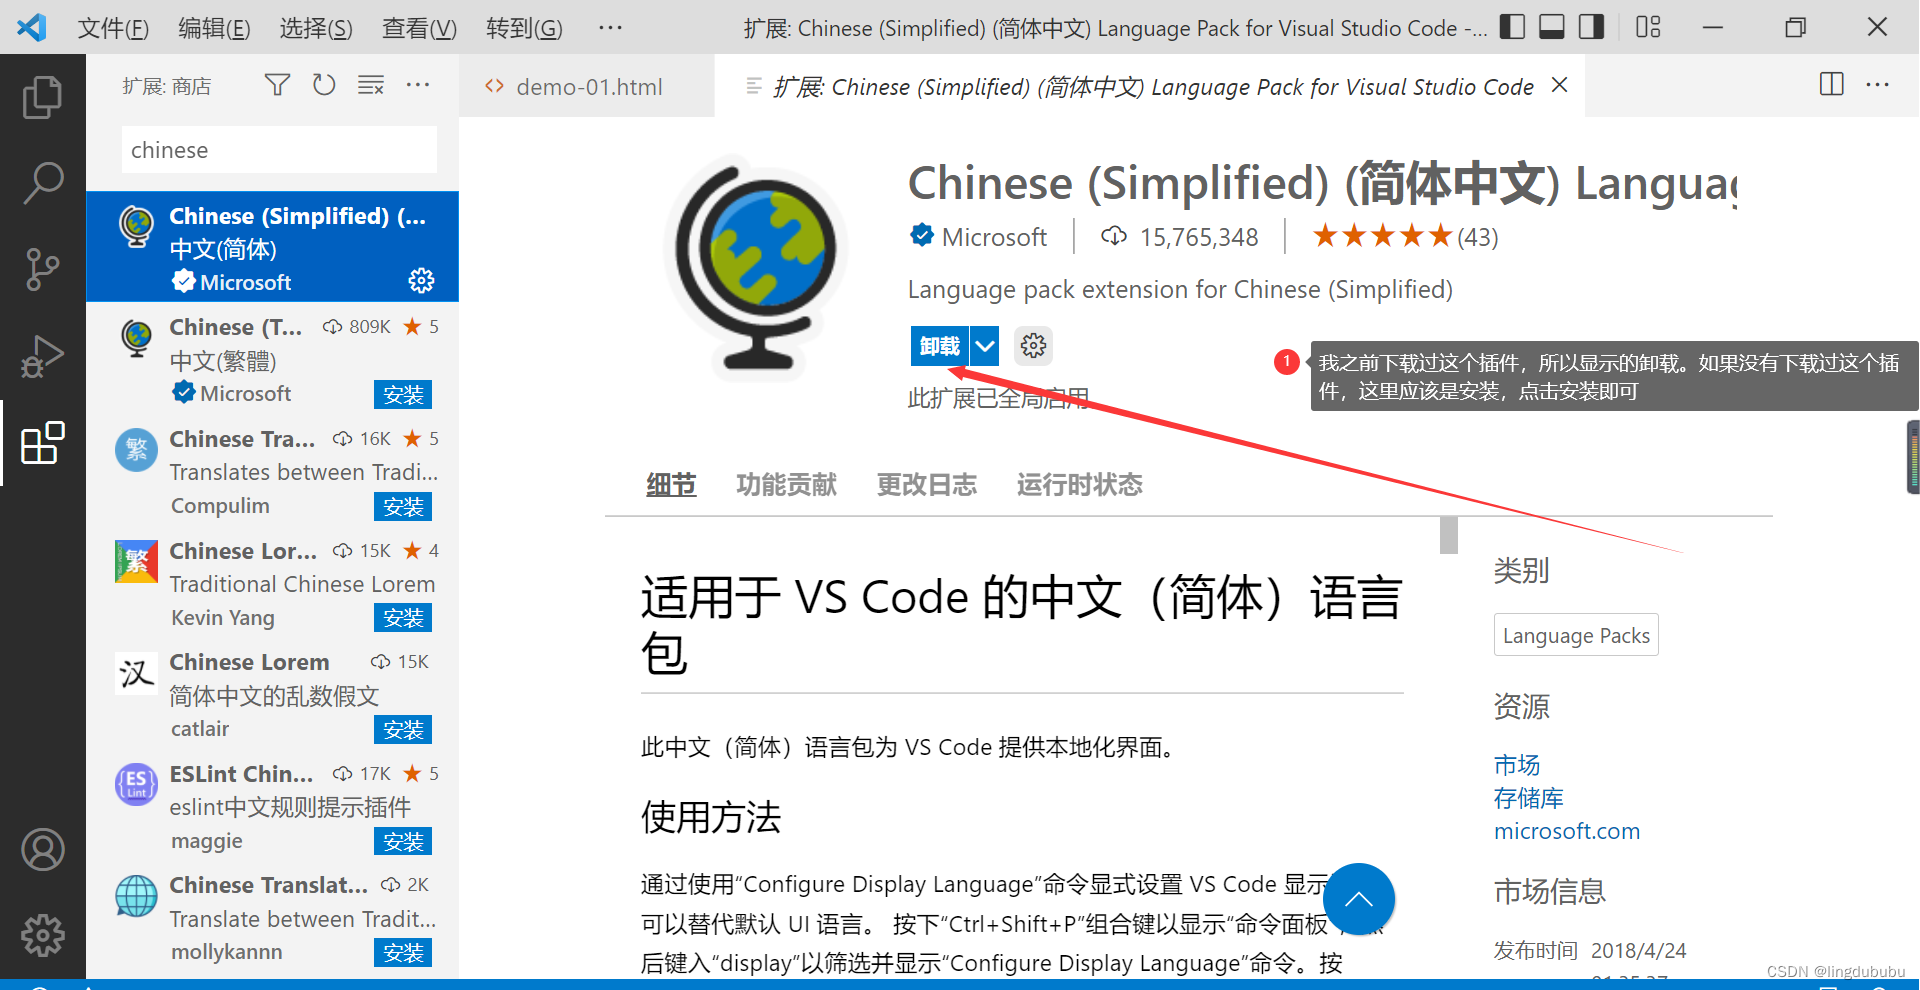 文件(F) 编辑(E) 选择(S) 查看(V) 转到(G) ··· 扩展: Chinese (Simplified) (简体中文) Language Pack for Visual Studio Code -...
扩展: 商店 ···
demo-01.html
扩展: Chinese (Simplified) (简体中文) Language Pack for Visual Studio Code
chinese
Chinese (Simplified) (...
中文(简体)
Microsoft
Chinese (T... 809K ★ 5
中文(繁體)
Microsoft 安装
繁
Chinese Tra... 16K ★ 5
Translates between Tradi...
Compulim 安装
繁
Chinese Lor... 15K ★ 4
Traditional Chinese Lorem
Kevin Yang 安装
汉
Chinese Lorem 15K
简体中文的乱数假文
catlair 安装
{ES}
Lint
ESLint Chin... 17K ★ 5
eslint中文规则提示插件
maggie 安装
Chinese Translat... 2K
Translate between Tradit...
mollykannn 安装
Chinese (Simplified) (简体中文) Languag
Microsoft | 15,765,348 | ★★★★★(43)
Language pack extension for Chinese (Simplified)
卸载
此扩展已全局启用
1
我之前下载过这个插件，所以显示的卸载。如果没有下载过这个插
件，这里应该是安装，点击安装即可
细节 功能贡献 更改日志 运行时状态
适用于 VS Code 的中文（简体）语言
包
此中文（简体）语言包为 VS Code 提供本地化界面。
使用方法
通过使用“Configure Display Language”命令显式设置 VS Code 显示
可以替代默认 UI 语言。 按下“Ctrl+Shift+P”组合键以显示“命令面板
后键入“display”以筛选并显示“Configure Display Language”命令。按
类别
Language Packs
资源
市场
存储库
microsoft.com
市场信息
发布时间 2018/4/24
CSDN @lingdububu